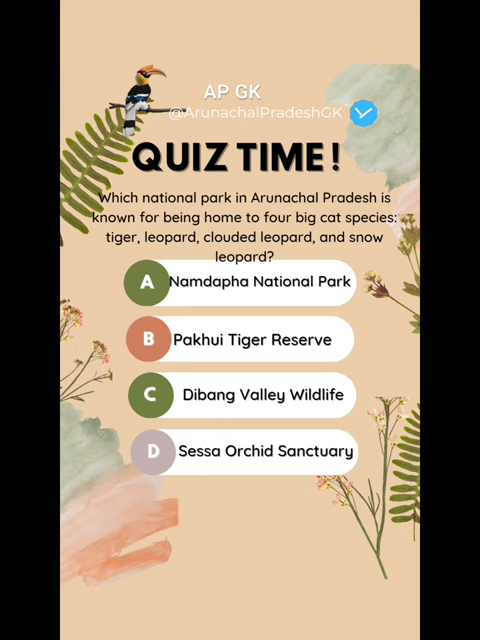 AP GK
@ArunachalPradeshGK
QUIZ TIME!
Which national park in Arunachal Pradesh is
known for being home to four big cat species:
tiger, leopard, clouded leopard, and snow
leopard?
A Namdapha National Park
B Pakhui Tiger Reserve
C Dibang Valley Wildlife
D Sessa Orchid Sanctuary